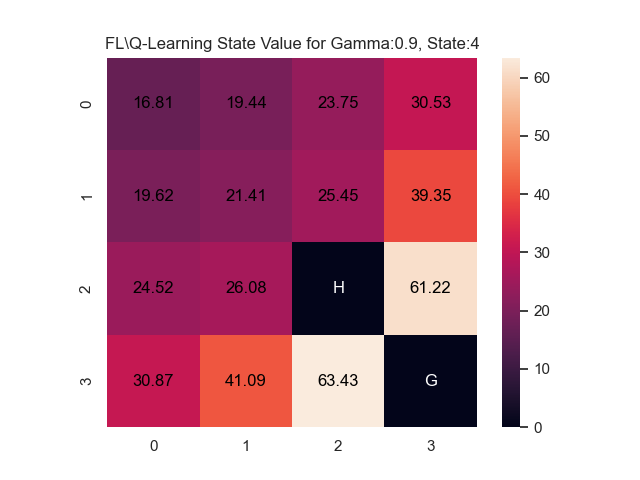 FL\Q-Learning State Value for Gamma:0.9, State:4
0 16.81 19.44 23.75 30.53
1 19.62 21.41 25.45 39.35
2 24.52 26.08 H 61.22
3 30.87 41.09 63.43 G
0 1 2 3
60
50
40
30
20
10
0